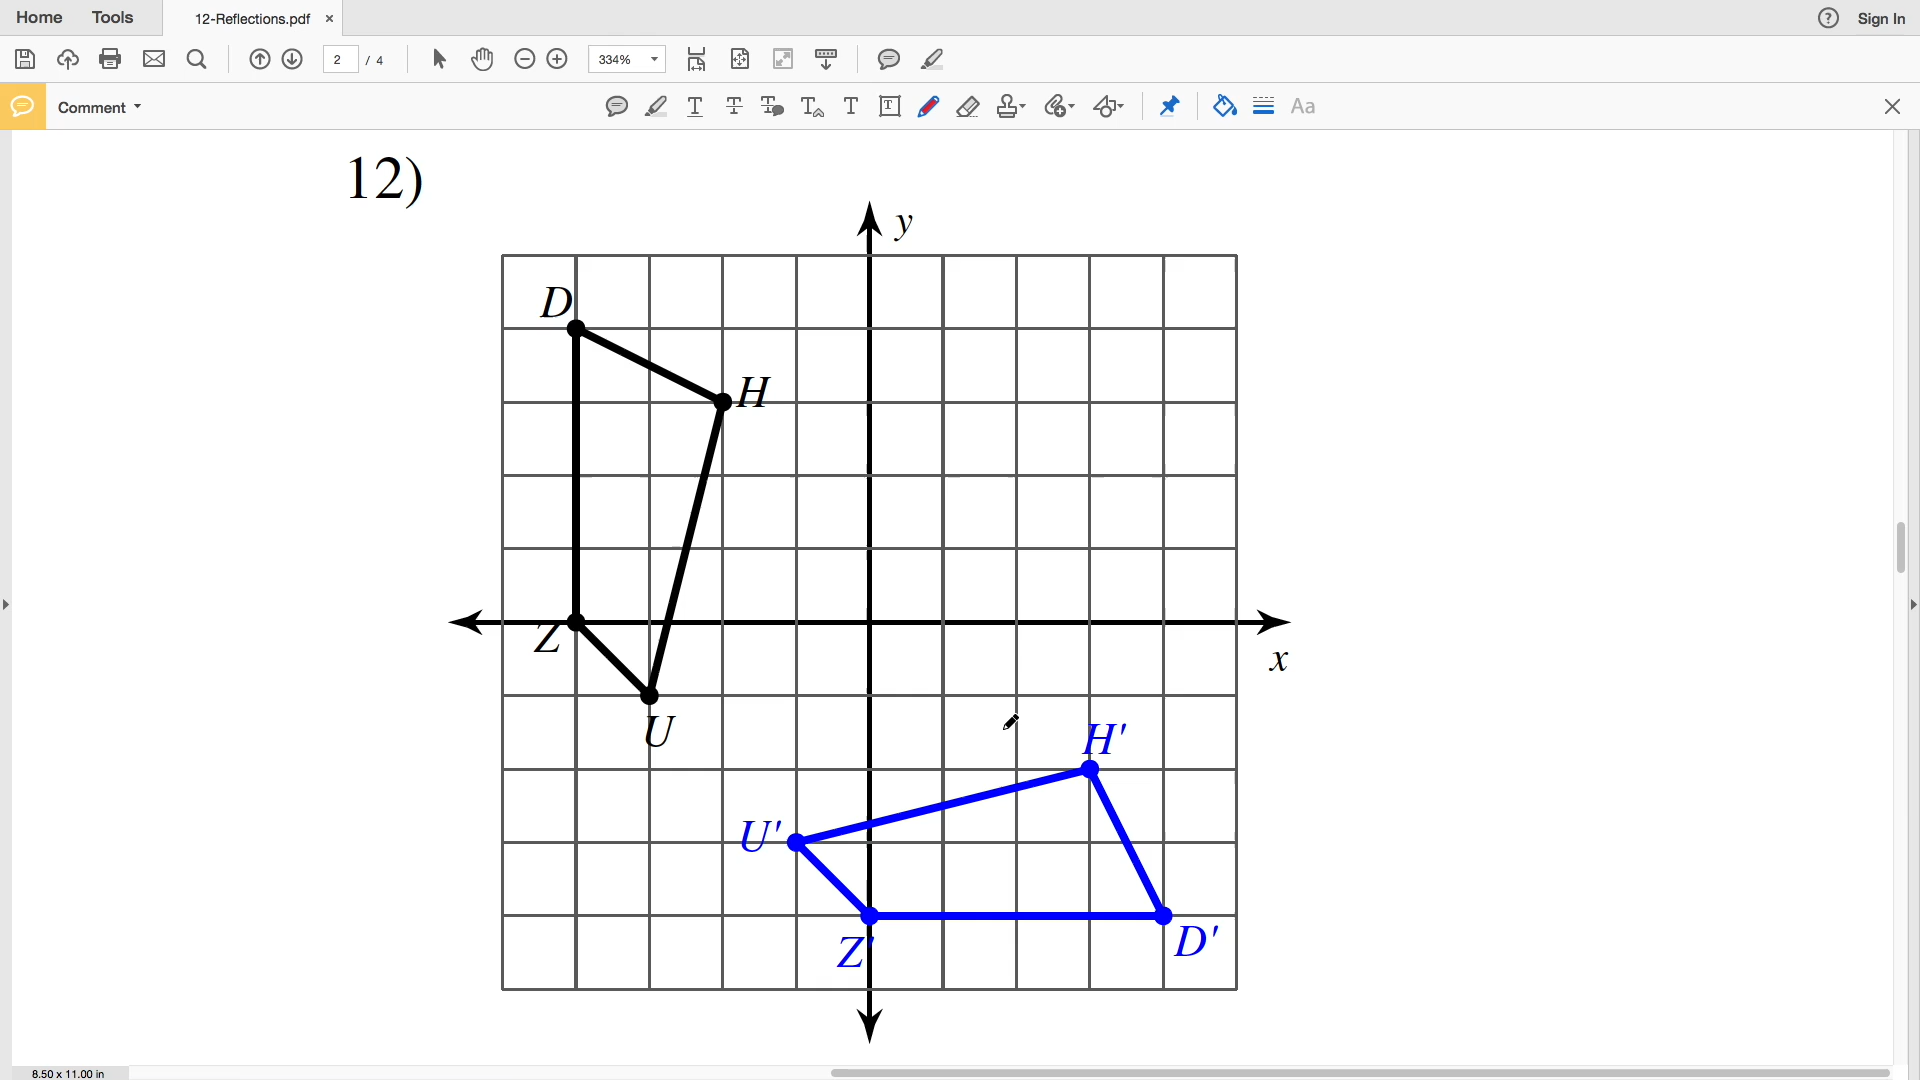 Home Tools 12-Reflections.pdf × ? Sign In
2 / 4 334%
Comment T T T T T T Aa
12)
y
D
H
Z
x
U
H'
U'
D'
Z'
8.50 x 11.00 in